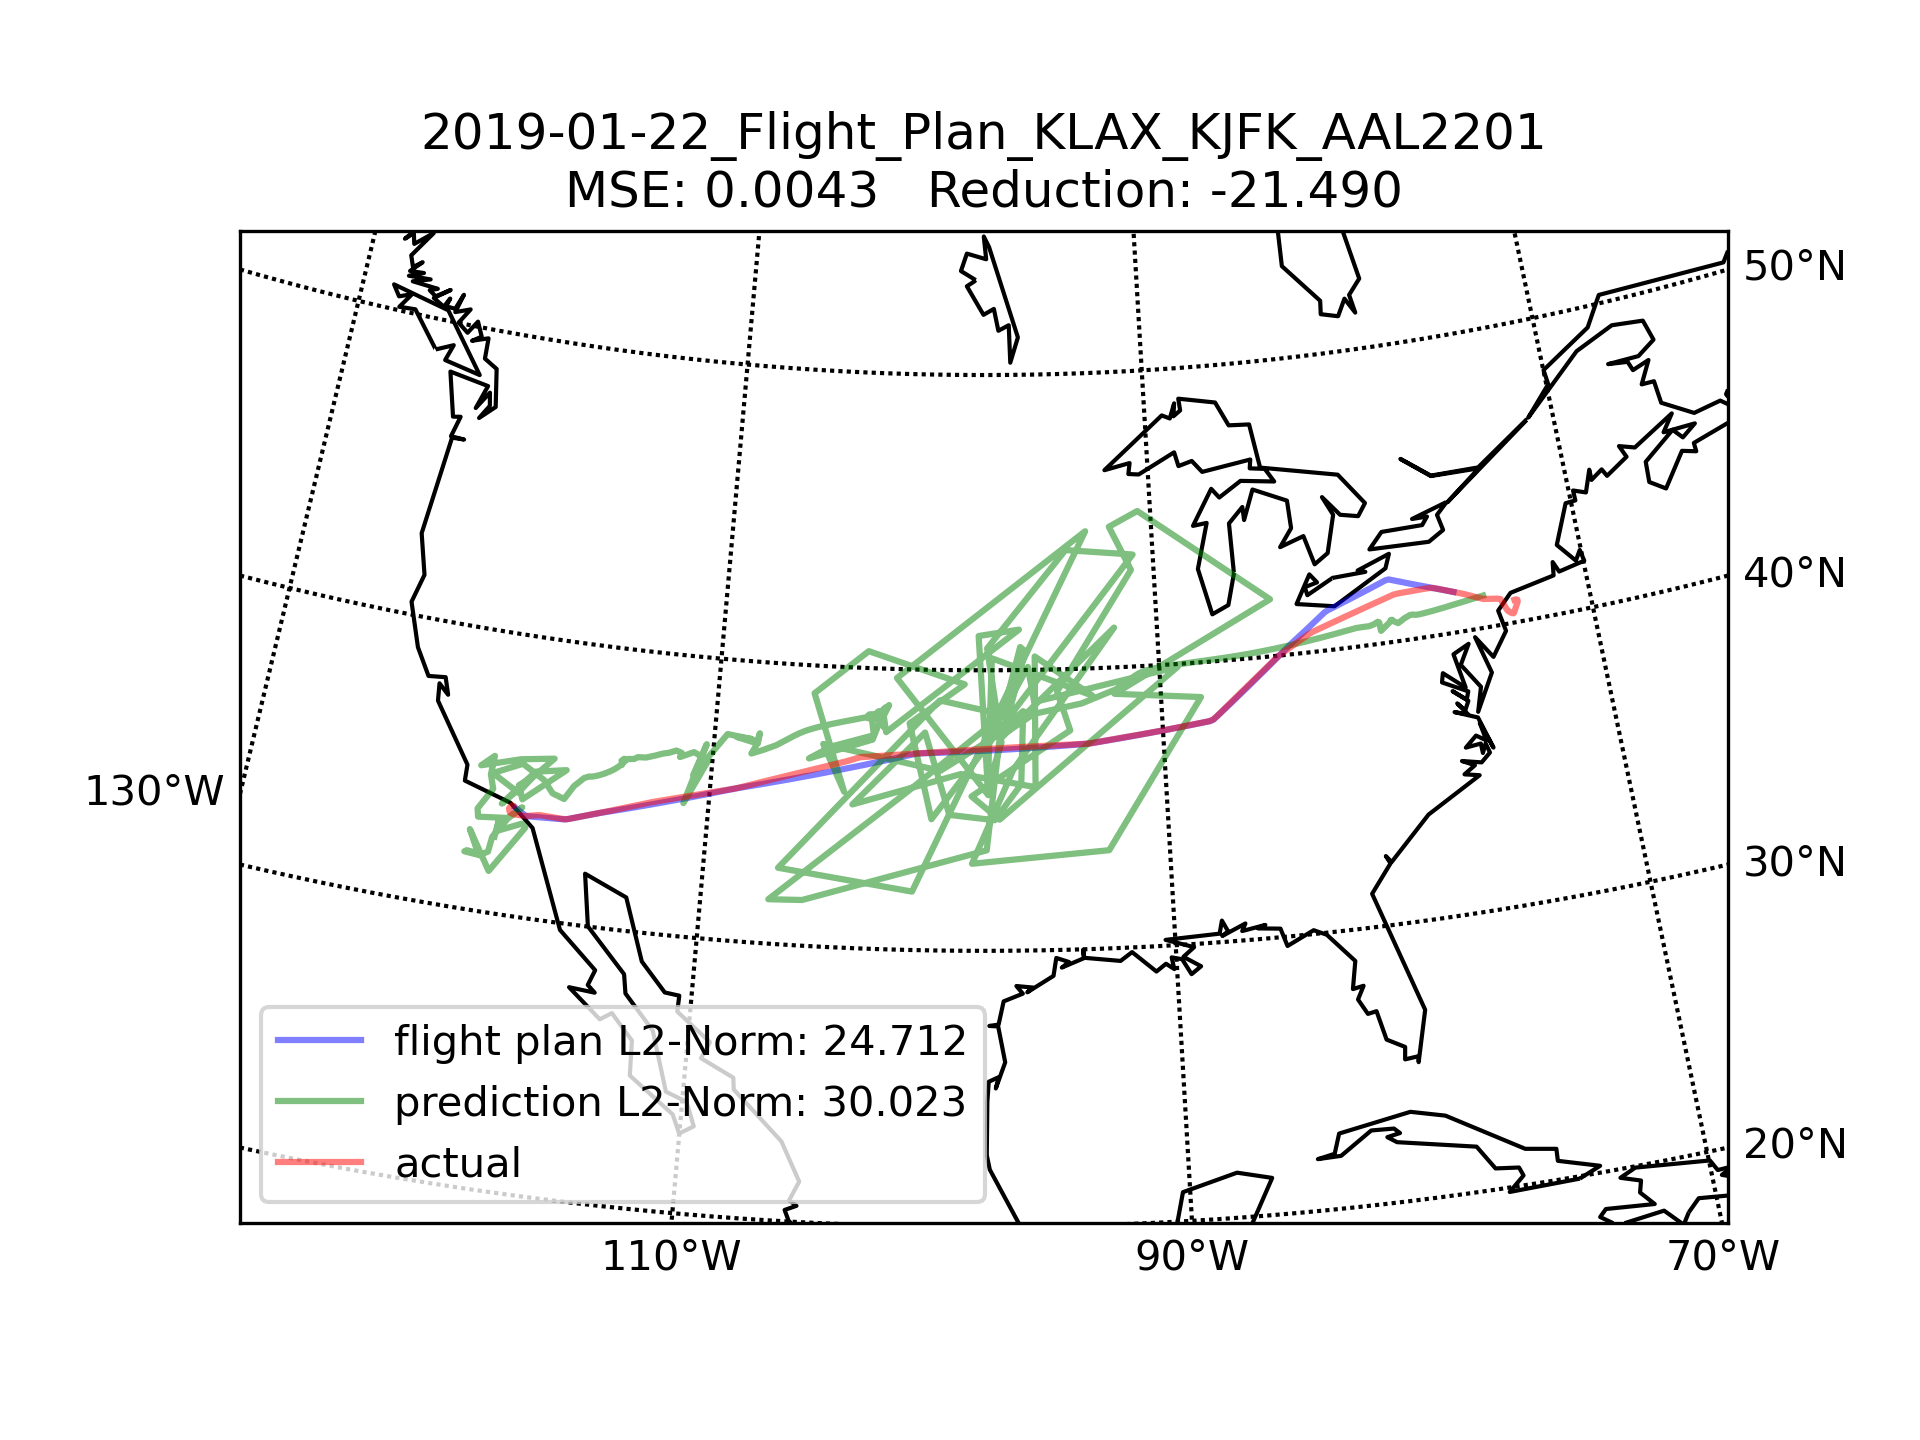 2019-01-22_Flight_Plan_KLAX_KJFK_AAL2201
MSE: 0.0043   Reduction: -21.490
50°N
40°N
130°W
30°N
flight plan L2-Norm: 24.712
prediction L2-Norm: 30.023
20°N
actual
110°W
90°W
70°W